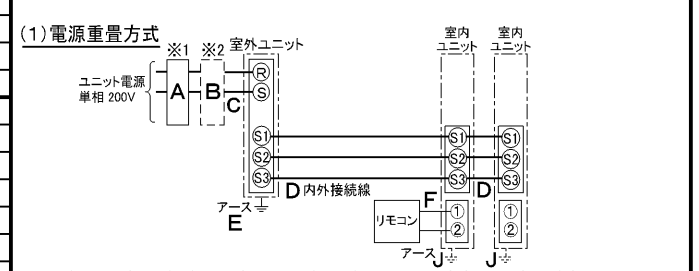 (1)電源重畳方式
※1 ※2 室外ユニット
室内
ユニット
室内
ユニット
ユニット電源
単相 200V
A
B
C
R
S
S1
S2
S3
S1
S2
S3
S1
S2
S3
D 内外接続線
D
アース
E
リモコン
F
①
②
①
②
アース
J
J